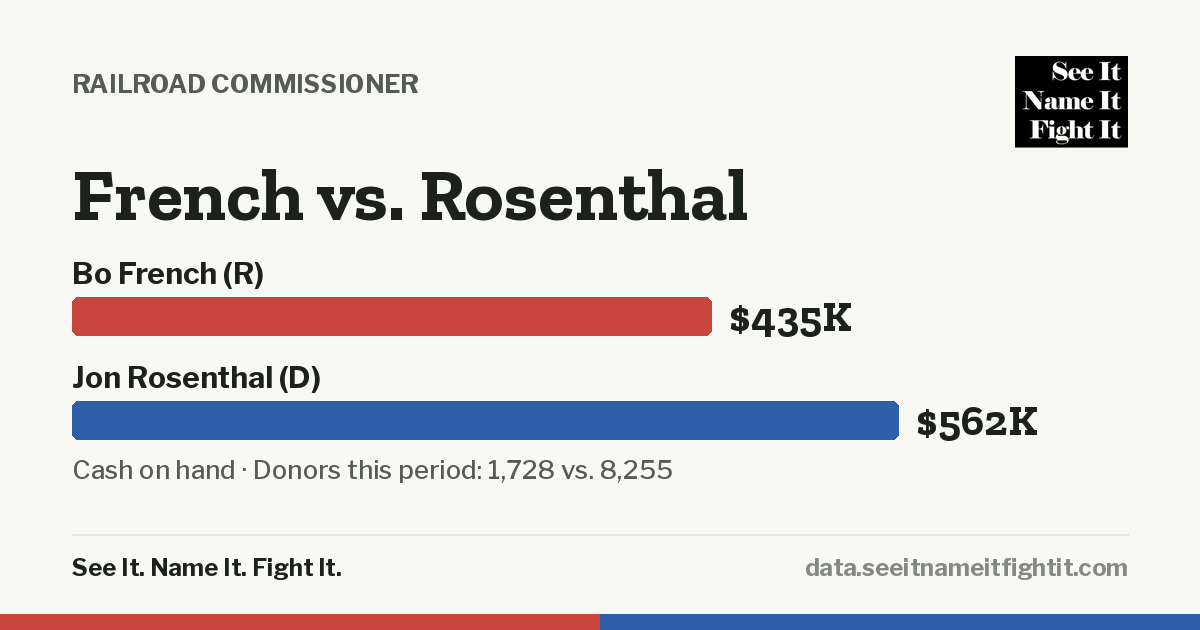 RAILROAD COMMISSIONER
See It
Name It
Fight It
French vs. Rosenthal
Bo French (R)
$435K
Jon Rosenthal (D)
$562K
Cash on hand · Donors this period: 1,728 vs. 8,255
See It. Name It. Fight It.
data.seeitnameitfightit.com